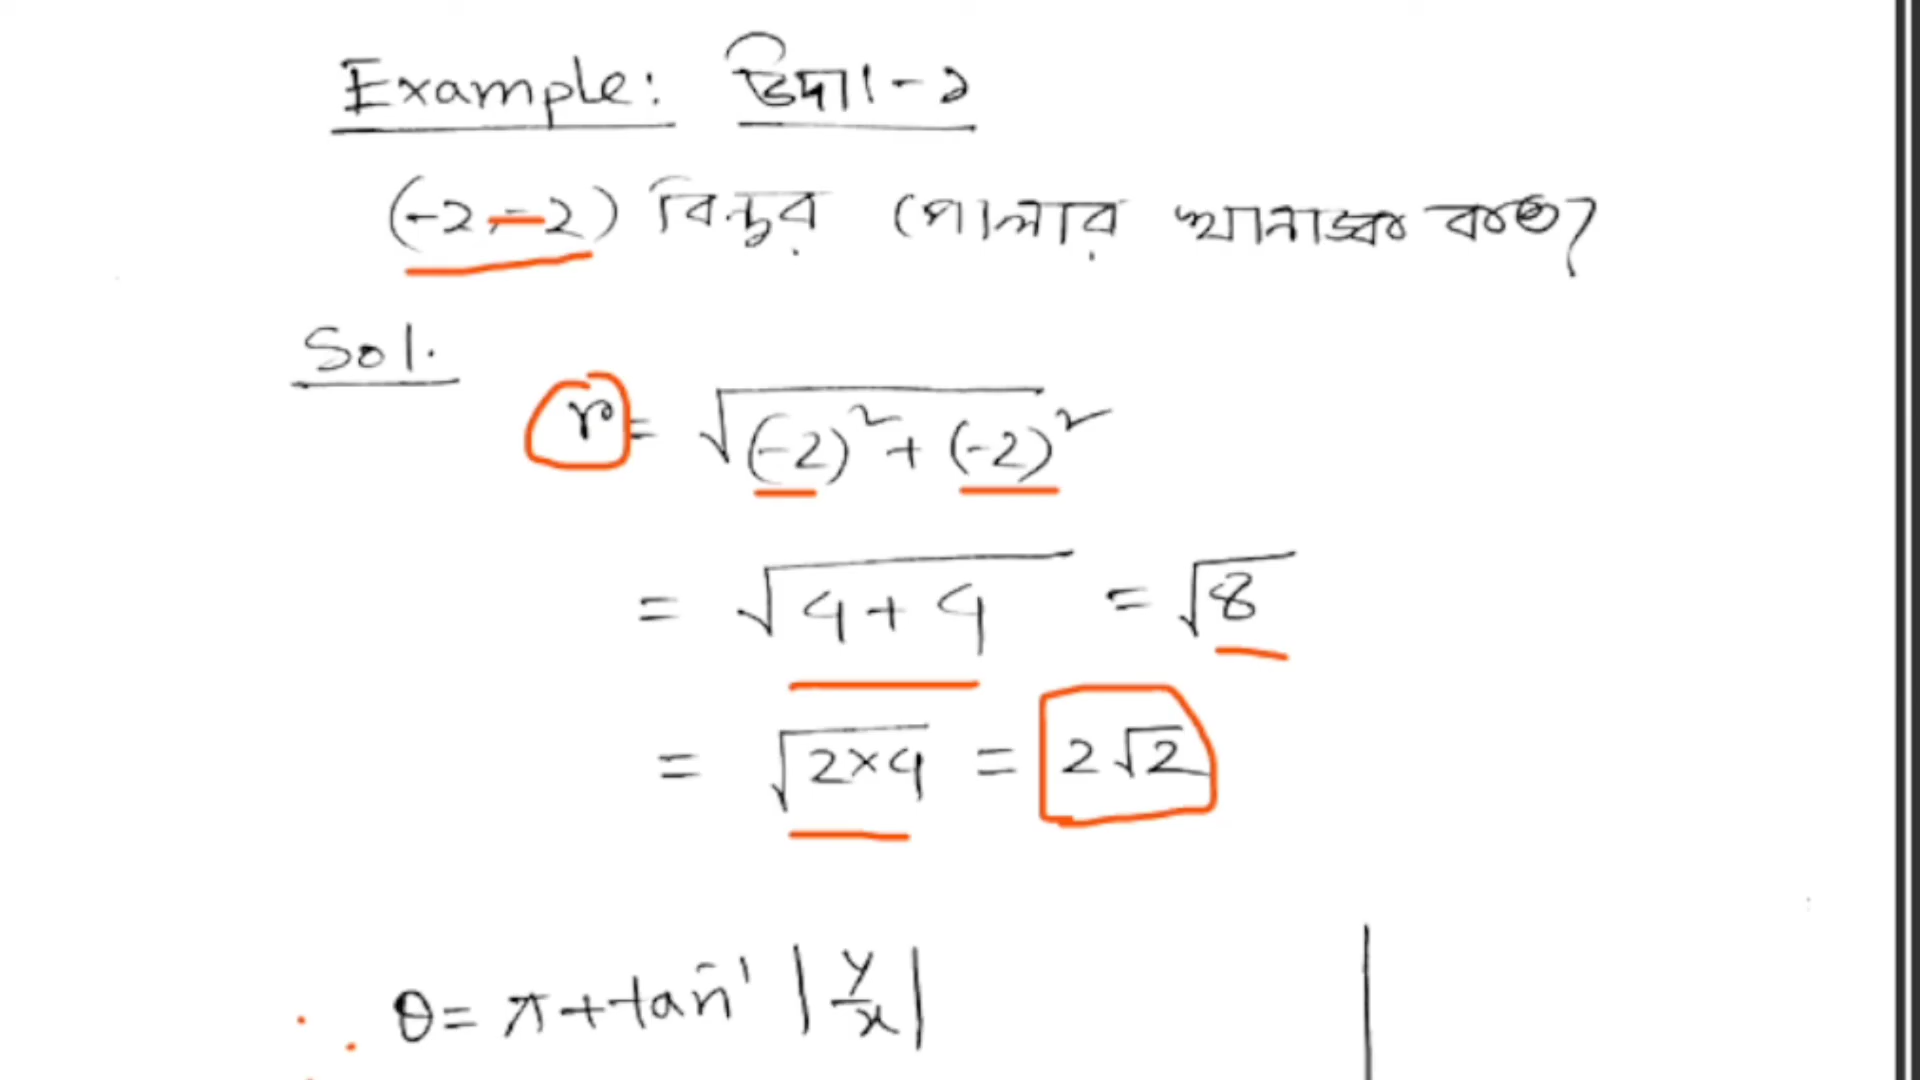 Example: উদা।-১
(-2,-2) বিন্দুর পোলার স্থানাঙ্ক কত?
Sol.
r = √(-2)² + (-2)²
= √4+4 = √8
= √2×4 = 2√2
θ = π + tan⁻¹ |y/x|